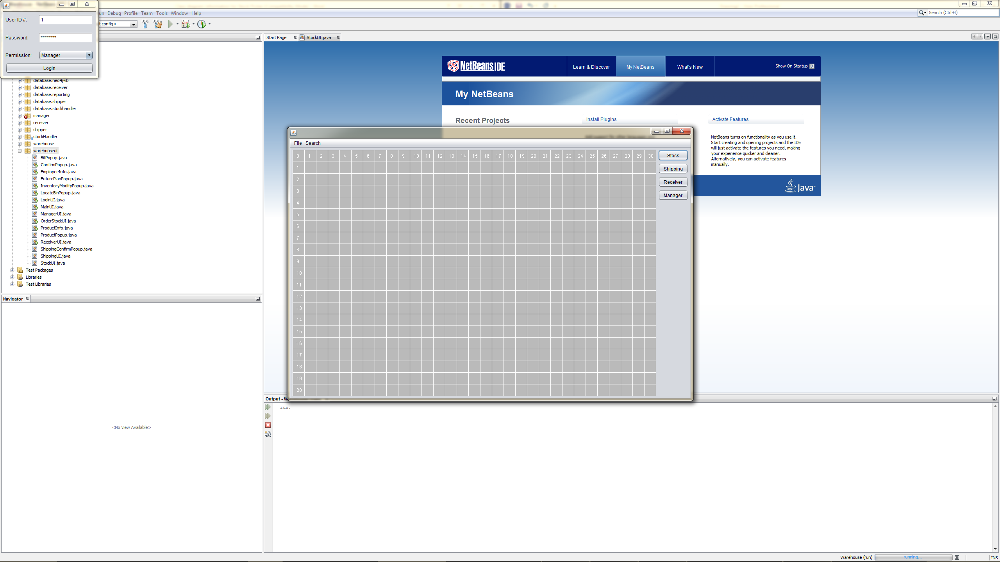 User ID #: 1
Password: ********
Permission: Manager
Login
un Debug Profile Team Tools Window Help
Search (Ctrl+I)
t config>
database.neo4j-lib
database.receiver
database.reporting
database.shipper
database.stockhandler
manager
receiver
shipper
stockHandler
warehouse
warehouseui
BillPopup.java
ConfirmPopup.java
EmployeeInfo.java
FuturePlanPopup.java
InventoryModifyPopup.java
LocateBinPopup.java
LoginUI.java
MainUI.java
ManagerUI.java
OrderStockUI.java
ProductInfo.java
ProductPopup.java
ReceiverUI.java
ShippingConfirmPopup.java
ShippingUI.java
StockUI.java
Test Packages
Libraries
Test Libraries
Navigator
<No View Available>
Start Page StockUI.java
NetBeans IDE
Learn & Discover My NetBeans What's New
Show On Startup
My NetBeans
Recent Projects
Install Plugins
Activate Features
NetBeans turns on functionality as you use it.
Start creating and opening projects and the IDE
will just activate the features you need, making
your experience quicker and cleaner.
Alternatively, you can activate features
manually.
Java
File Search
0 1 2 3 4 5 6 7 8 9 10 11 12 13 14 15 16 17 18 19 20 21 22 23 24 25 26 27 28 29 30
1
2
3
4
5
6
7
8
9
10
11
12
13
14
15
16
17
18
19
20
Stock
Shipping
Receiver
Manager
Output - W
run:
Warehouse (run) running... INS